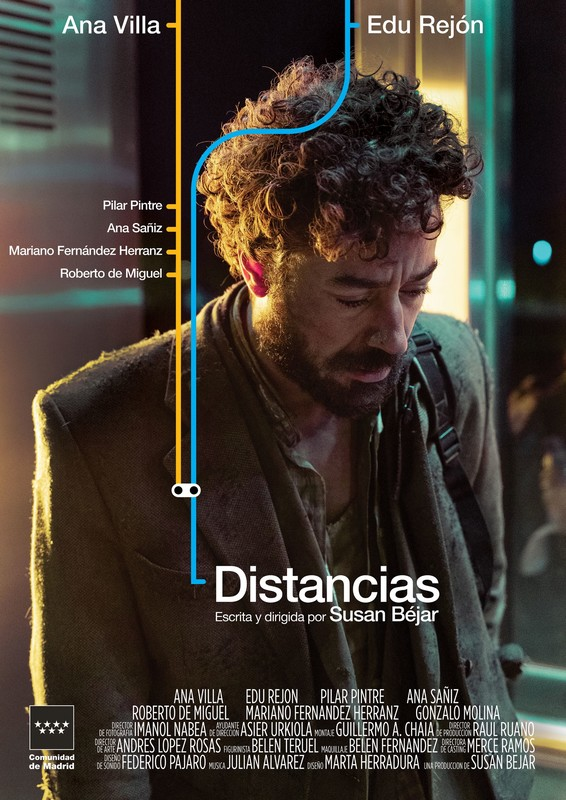 Ana Villa
Edu Rejón
Pilar Pintre
Ana Sañiz
Mariano Fernández Herranz
Roberto de Miguel
Distancias
Escrita y dirigida por Susan Béjar
ANA VILLA EDU REJON PILAR PINTRE ANA SAÑIZ
ROBERTO DE MIGUEL MARIANO FERNANDEZ HERRANZ GONZALO MOLINA
DIRECTOR DE FOTOGRAFIA IMANOL NABEA AYUDANTE DE DIRECCION ASIER URKIOLA MONTAJE GUILLERMO A. CHAIA DIRECTOR DE PRODUCCION RAUL RUANO
DIRECTOR DE ARTE ANDRES LOPEZ ROSAS FIGURINISTA BELEN TERUEL MAQUILLAJE BELEN FERNANDEZ DIRECTORA DE CASTING MERCE RAMOS
DISEÑO DE SONIDO FEDERICO PAJARO MUSICA JULIAN ALVAREZ DISEÑO MARTA HERRADURA UNA PRODUCCION DE SUSAN BEJAR
Comunidad
de Madrid